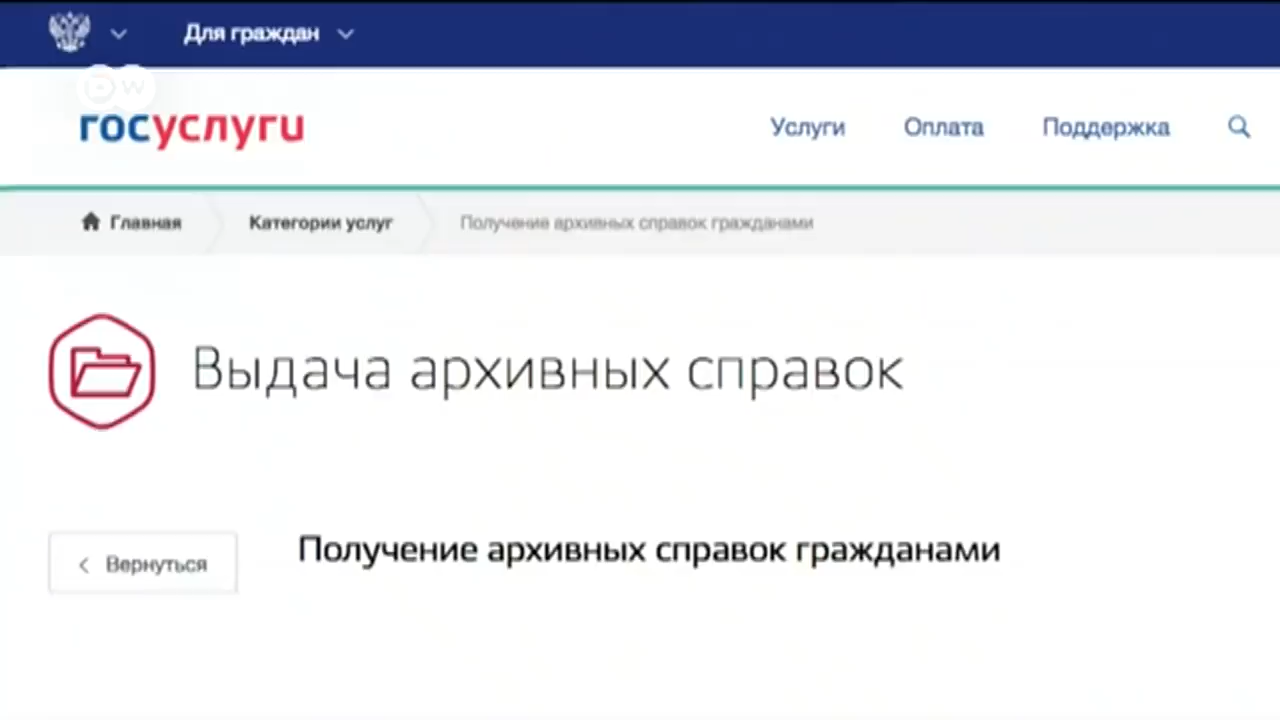 Для граждан
DW
госуслуги
Услуги
Оплата
Поддержка
Главная
Категории услуг
Получение архивных справок гражданами
Выдача архивных справок
Вернуться
Получение архивных справок гражданами